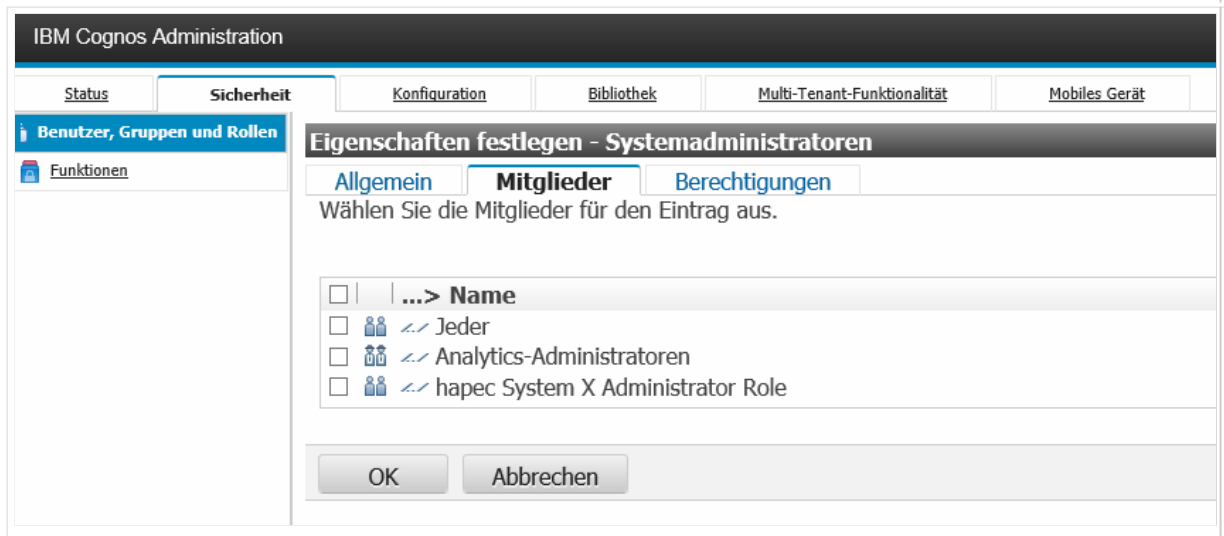 IBM Cognos Administration
Status Sicherheit Konfiguration Bibliothek Multi-Tenant-Funktionalität Mobiles Gerät
Benutzer, Gruppen und Rollen
Funktionen
Eigenschaften festlegen - Systemadministratoren
Allgemein Mitglieder Berechtigungen
Wählen Sie die Mitglieder für den Eintrag aus.
...> Name
Jeder
Analytics-Administratoren
hapec System X Administrator Role
OK Abbrechen